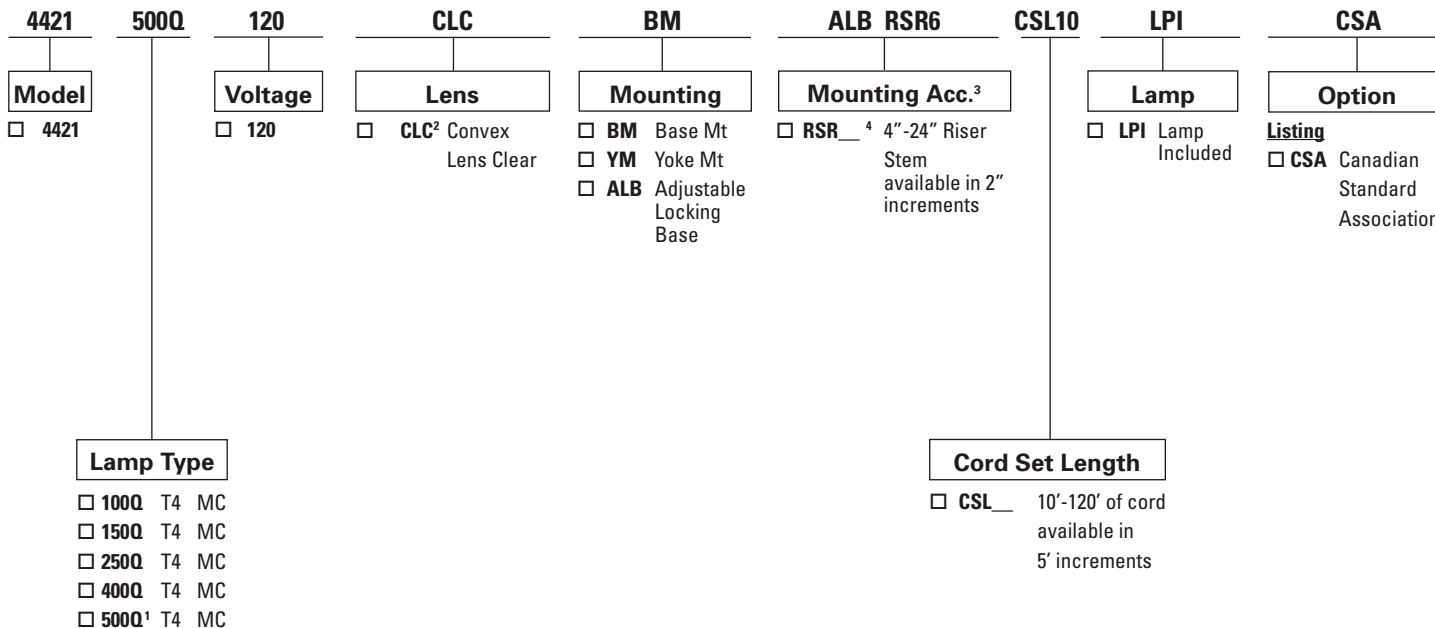 4421 500Q 120 CLC BM ALB RSR6 CSL10 LPI CSA
Model Voltage Lens Mounting Mounting Acc.³ Lamp Option
☐ 4421
☐ 120
☐ CLC² Convex
Lens Clear
☐ BM Base Mt
☐ YM Yoke Mt
☐ ALB Adjustable
Locking
Base
☐ RSR__ ⁴ 4″-24″ Riser
Stem
available in 2″
increments
☐ LPI Lamp
Included
Listing
☐ CSA Canadian
Standard
Association
Lamp Type
☐ 100Q T4 MC
☐ 150Q T4 MC
☐ 250Q T4 MC
☐ 400Q T4 MC
☐ 500Q¹ T4 MC
Cord Set Length
☐ CSL__ 10′-120′ of cord
available in
5′ increments